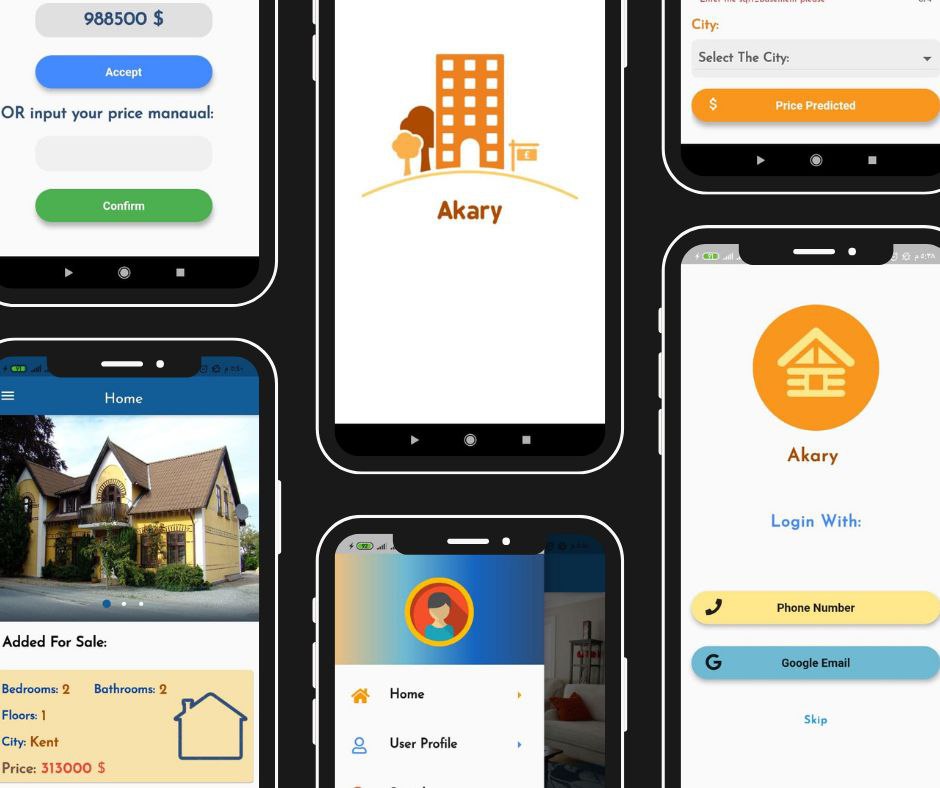 988500 $
Accept
OR input your price manaual:
Confirm
Home
Added For Sale:
Bedrooms: 2 Bathrooms: 2
Floors: 1
City: Kent
Price: 313000 $
£
Akary
Home
User Profile
City:
Select The City:
$ Price Predicted
Akary
Login With:
Phone Number
G Google Email
Skip